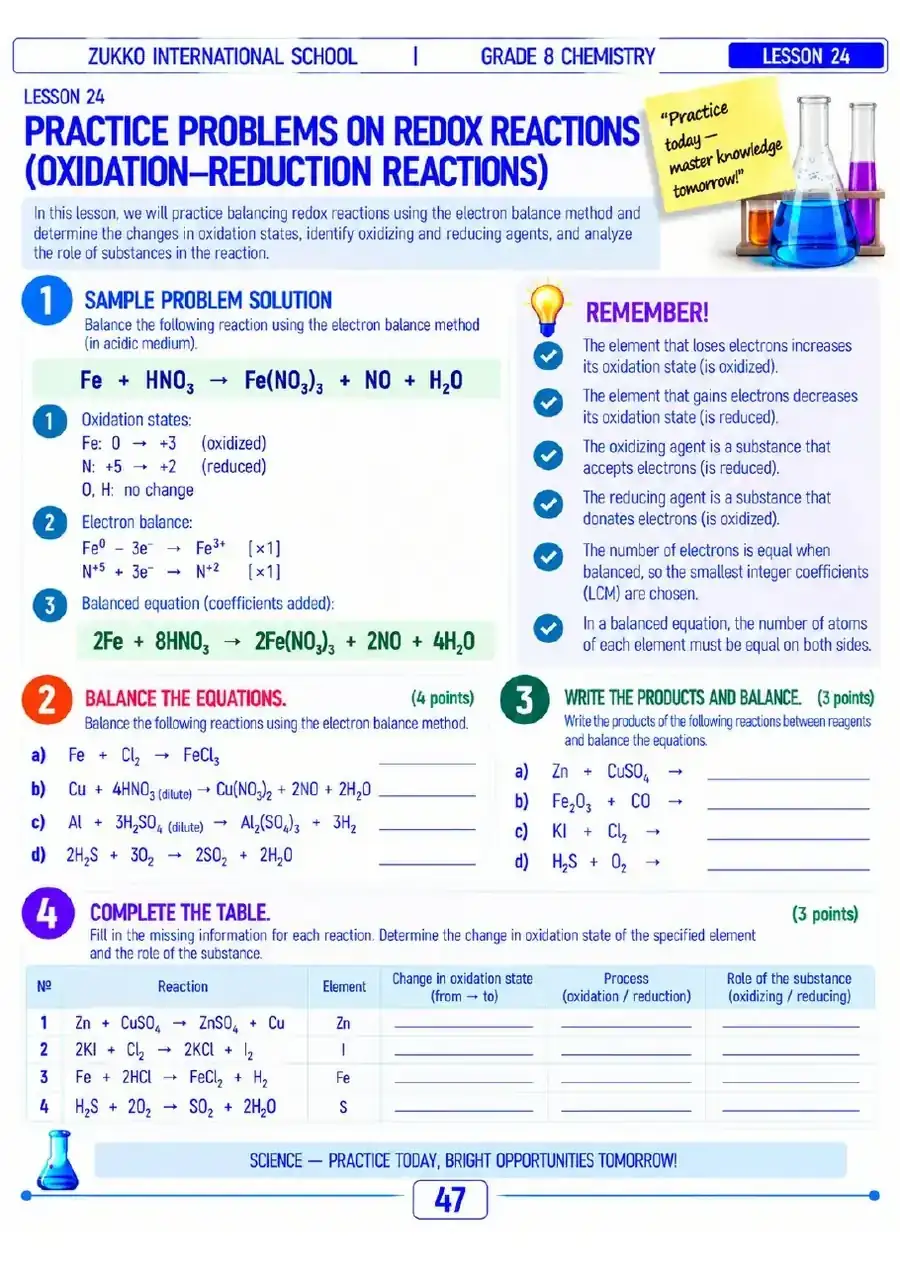 ZUKKO INTERNATIONAL SCHOOL | GRADE 8 CHEMISTRY LESSON 24
LESSON 24
PRACTICE PROBLEMS ON REDOX REACTIONS
(OXIDATION–REDUCTION REACTIONS)
"Practice
today —
master knowledge
tomorrow!"
In this lesson, we will practice balancing redox reactions using the electron balance method and
determine the changes in oxidation states, identify oxidizing and reducing agents, and analyze
the role of substances in the reaction.
1 SAMPLE PROBLEM SOLUTION
Balance the following reaction using the electron balance method
(in acidic medium).
Fe + HNO₃ → Fe(NO₃)₃ + NO + H₂O
1 Oxidation states:
Fe: 0 → +3 (oxidized)
N: +5 → +2 (reduced)
O, H: no change
2 Electron balance:
Fe⁰ – 3e⁻ → Fe³⁺ [×1]
N⁺⁵ + 3e⁻ → N⁺² [×1]
3 Balanced equation (coefficients added):
2Fe + 8HNO₃ → 2Fe(NO₃)₃ + 2NO + 4H₂O
REMEMBER!
The element that loses electrons increases
its oxidation state (is oxidized).
The element that gains electrons decreases
its oxidation state (is reduced).
The oxidizing agent is a substance that
accepts electrons (is reduced).
The reducing agent is a substance that
donates electrons (is oxidized).
The number of electrons is equal when
balanced, so the smallest integer coefficients
(LCM) are chosen.
In a balanced equation, the number of atoms
of each element must be equal on both sides.
2 BALANCE THE EQUATIONS. (4 points)
Balance the following reactions using the electron balance method.
a) Fe + Cl₂ → FeCl₃
b) Cu + 4HNO₃ (dilute) → Cu(NO₃)₂ + 2NO + 2H₂O
c) Al + 3H₂SO₄ (dilute) → Al₂(SO₄)₃ + 3H₂
d) 2H₂S + 3O₂ → 2SO₂ + 2H₂O
3 WRITE THE PRODUCTS AND BALANCE. (3 points)
Write the products of the following reactions between reagents
and balance the equations.
a) Zn + CuSO₄ →
b) Fe₂O₃ + CO →
c) KI + Cl₂ →
d) H₂S + O₂ →
4 COMPLETE THE TABLE. (3 points)
Fill in the missing information for each reaction. Determine the change in oxidation state of the specified element
and the role of the substance.
№ Reaction Element Change in oxidation state (from → to) Process (oxidation / reduction) Role of the substance (oxidizing / reducing)
1 Zn + CuSO₄ → ZnSO₄ + Cu Zn
2 2KI + Cl₂ → 2KCl + I₂ I
3 Fe + 2HCl → FeCl₂ + H₂ Fe
4 H₂S + 2O₂ → SO₂ + 2H₂O S
SCIENCE — PRACTICE TODAY, BRIGHT OPPORTUNITIES TOMORROW!
47